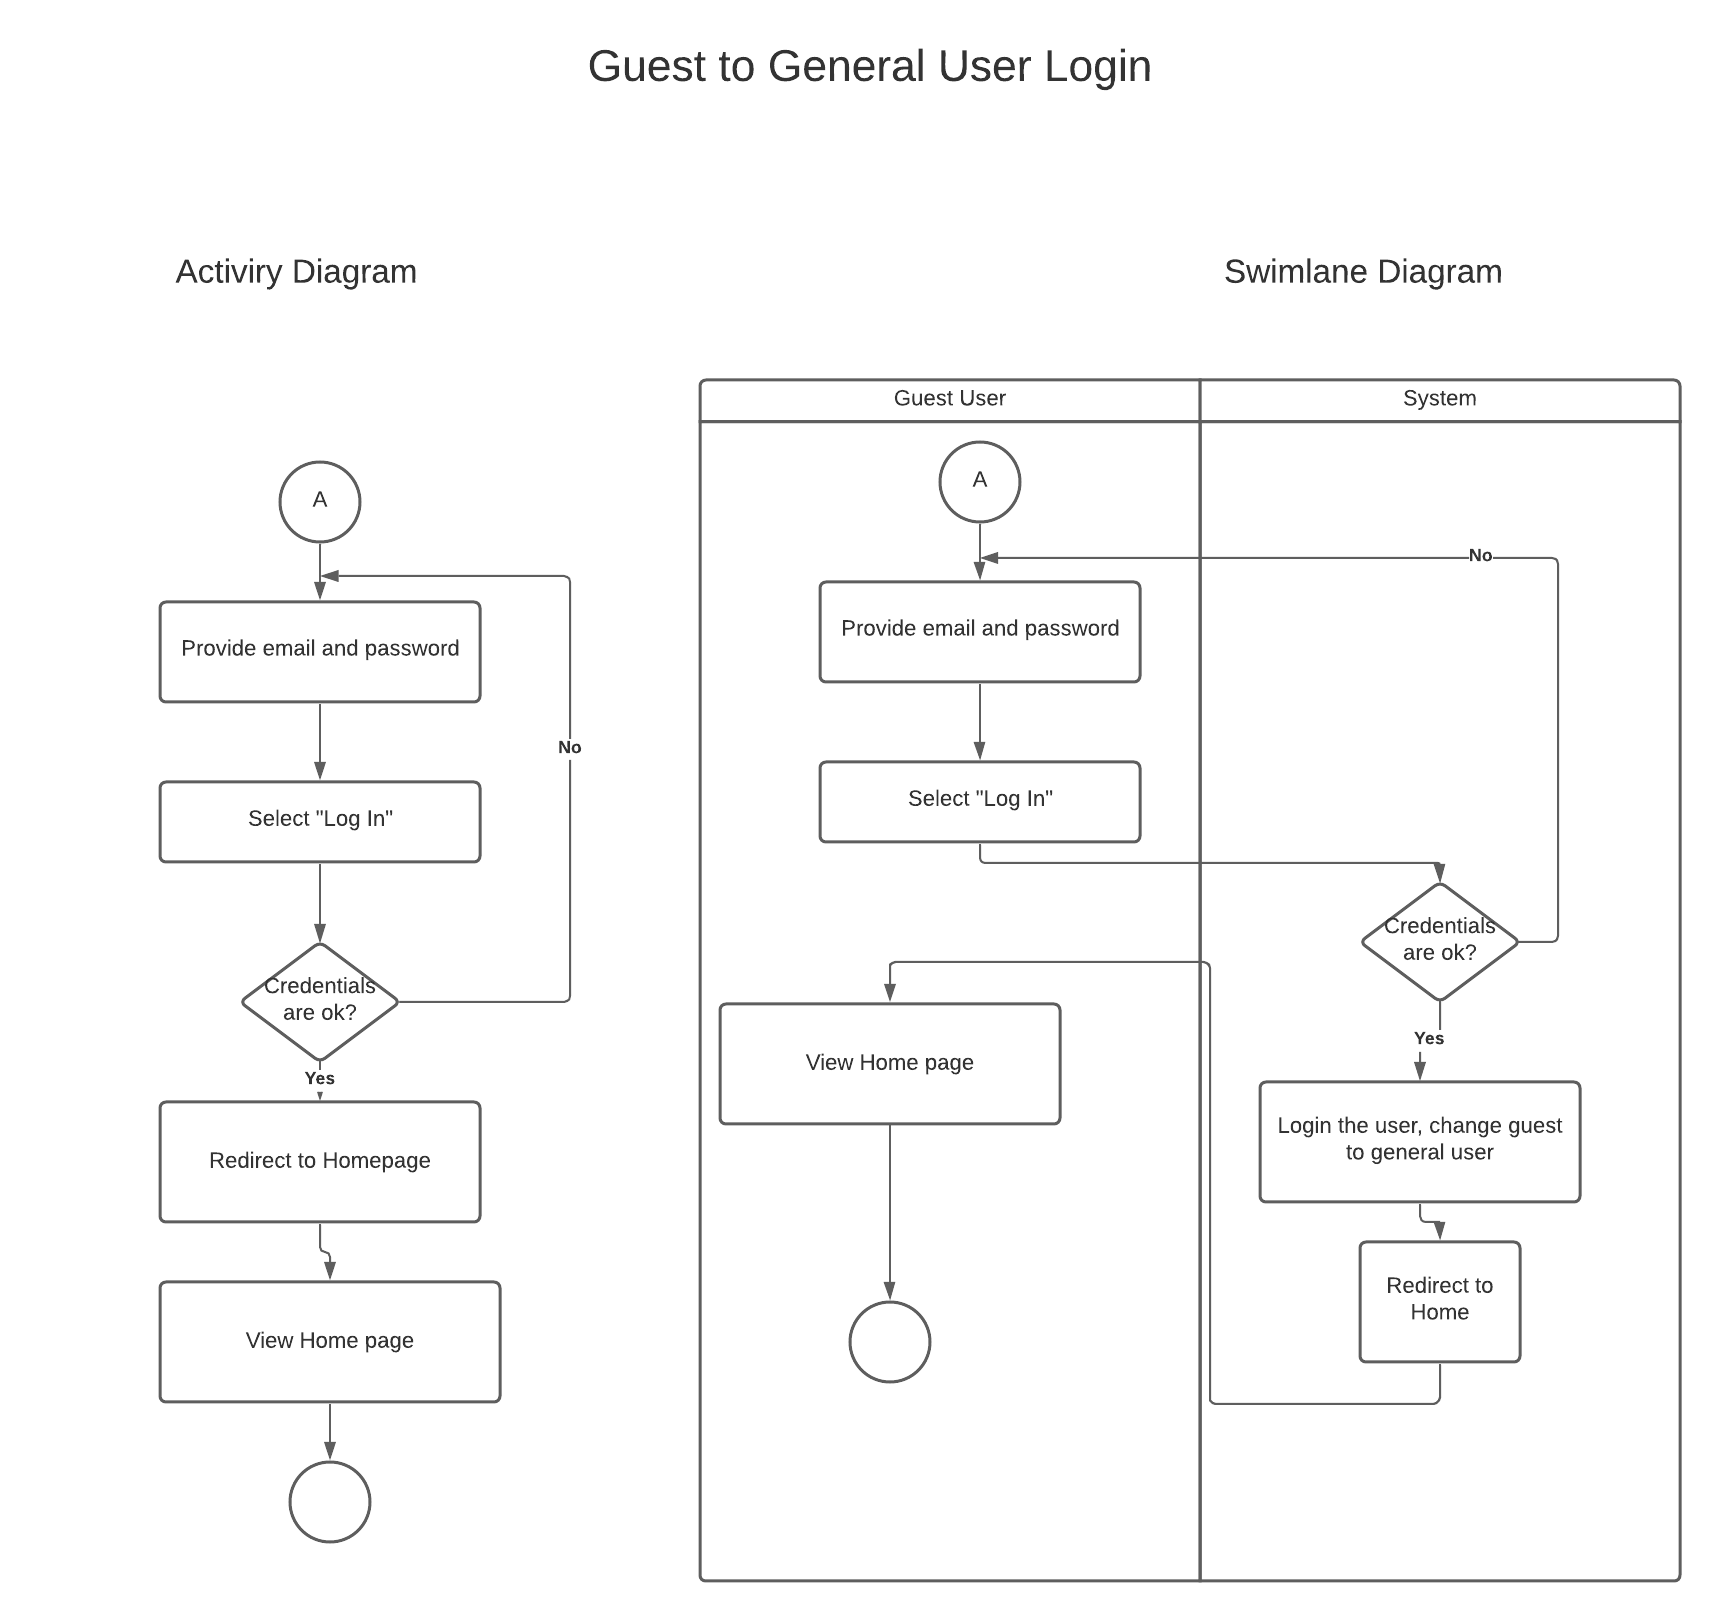 Guest to General User Login
Activiry Diagram
A
Provide email and password
No
Select "Log In"
Credentials
are ok?
Yes
Redirect to Homepage
View Home page
Swimlane Diagram
Guest User
System
A
No
Provide email and password
Select "Log In"
Credentials
are ok?
Yes
Login the user, change guest
to general user
Redirect to
Home
View Home page